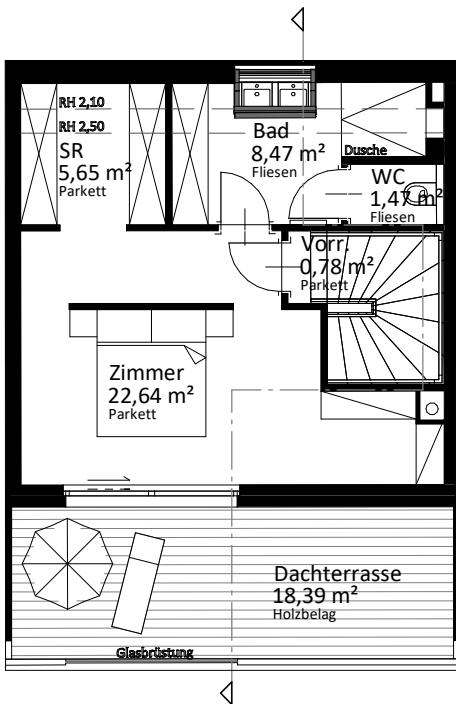 RH 2,10
RH 2,50
SR
5,65 m²
Parkett
Bad
8,47 m²
Fliesen
Dusche
WC
1,47 m²
Fliesen
Vorr.
0,78 m²
Parkett
Zimmer
22,64 m²
Parkett
Dachterrasse
18,39 m²
Holzbelag
Glasbrüstung